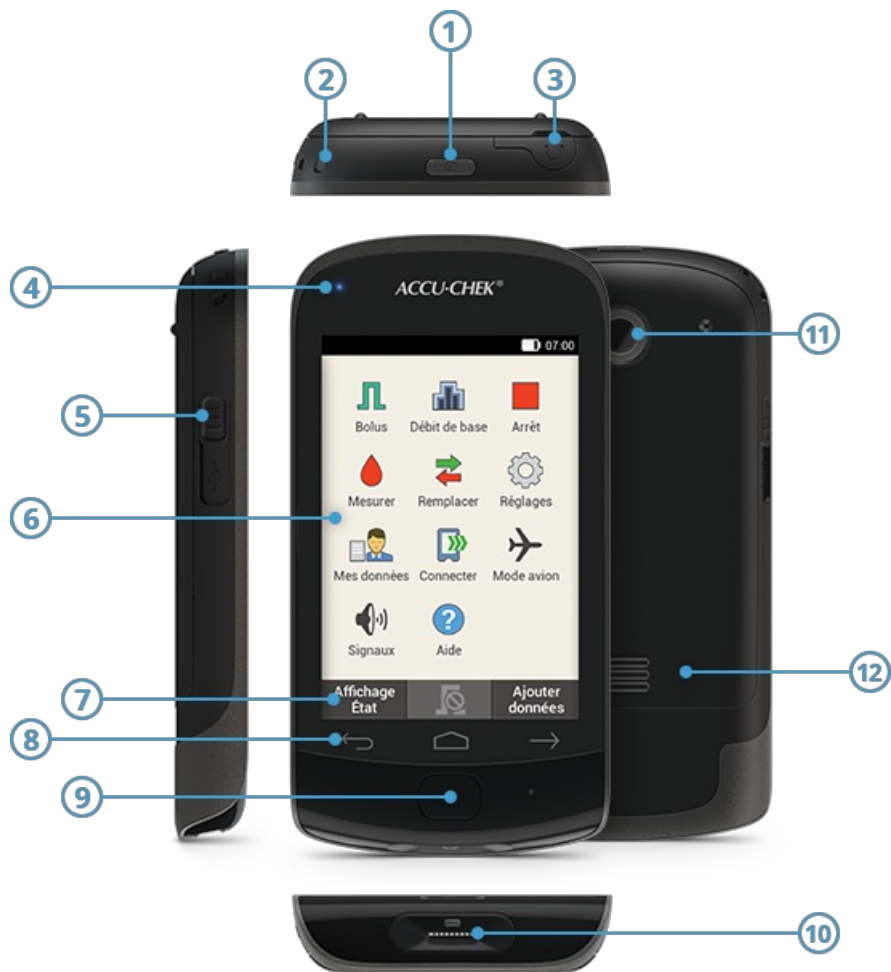 1
2
3
4
ACCU-CHEK®
07:00
11
5
Bolus
Débit de base
Arrêt
Mesurer
Remplacer
Réglages
6
Mes données
Connecter
Mode avion
Signaux
Aide
12
7
Affichage
État
Ajouter
données
8
9
10